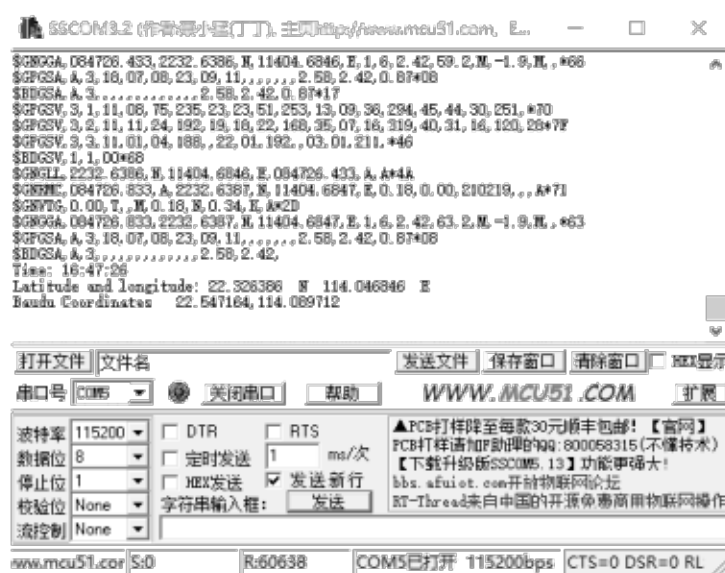 SSCOM3.2 (作者:聂小猛(丁丁), 主页http://www.mcu51.com, E...
$GNGGA,084726.433,2232.6386,N,11404.6846,E,1,6,2.42,59.2,M,-1.9,M,,*66
$GPGSA,A,3,18,07,08,23,09,11,,,,,,,2.58,2.42,0.87*08
$BDGSA,A,3,,,,,,,,,,,,,2.58,2.42,0.87*17
$GPGSV,3,1,11,08,75,235,23,23,51,253,13,09,36,294,45,44,30,251,*70
$GPGSV,3,2,11,11,24,192,19,18,22,168,35,07,16,319,40,31,16,120,28*7F
$GPGSV,3,3,11,01,04,188,,22,01,192,,03,01,211,*46
$BDGSV,1,1,00*68
$GNGLL,2232.6386,N,11404.6846,E,084726.433,A,A*4A
$GNRMC,084726.833,A,2232.6387,N,11404.6847,E,0.18,0.00,210219,,,A*71
$GNVTG,0.00,T,,M,0.18,N,0.34,K,A*2D
$GNGGA,084726.833,2232.6387,N,11404.6847,E,1,6,2.42,63.2,M,-1.9,M,,*63
$GPGSA,A,3,18,07,08,23,09,11,,,,,,,2.58,2.42,0.87*08
$BDGSA,A,3,,,,,,,,,,,,,2.58,2.42,
Time: 16:47:26
Latitude and longitude: 22.326386 N 114.046846 E
Baudu Coordinates 22.547164,114.089712
打开文件 文件名 发送文件 保存窗口 清除窗口 HEX显示
串口号 COM5 关闭串口 帮助 WWW.MCU51.COM 扩展
波特率 115200 DTR RTS
数据位 8 定时发送 1 ms/次
停止位 1 HEX发送 发送新行
校验位 None 字符串输入框: 发送
流控制 None
▲PCB打样降至每款30元顺丰包邮!【官网】
PCB打样请加F助理的QQ:800058315(不懂技术)
【下载升级版SSCOM5.13】功能更强大!
bbs.afuiot.com开放物联网论坛
RT-Thread来自中国的开源免费商用物联网操作
www.mcu51.cor S:0 R:60638 COM5已打开 115200bps CTS=0 DSR=0 RL